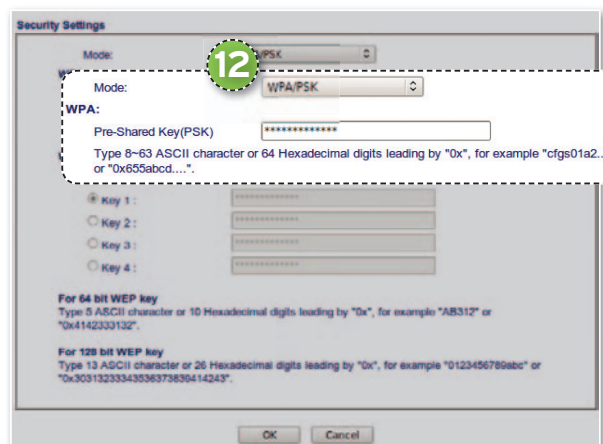 Security Settings
Mode: /PSK
12
Mode: WPA/PSK
WPA:
Pre-Shared Key(PSK) *************
Type 8~63 ASCII character or 64 Hexadecimal digits leading by "0x", for example "cfgs01a2..
or "0x655abcd....".
Key 1 : *************
Key 2 : *************
Key 3 : *************
Key 4 : *************
For 64 bit WEP key
Type 5 ASCII character or 10 Hexadecimal digits leading by "0x", for example "AB312" or
"0x4142333132".
For 128 bit WEP key
Type 13 ASCII character or 26 Hexadecimal digits leading by "0x", for example "0123456789abc" or
"0x30313233343536373839414243".
OK Cancel